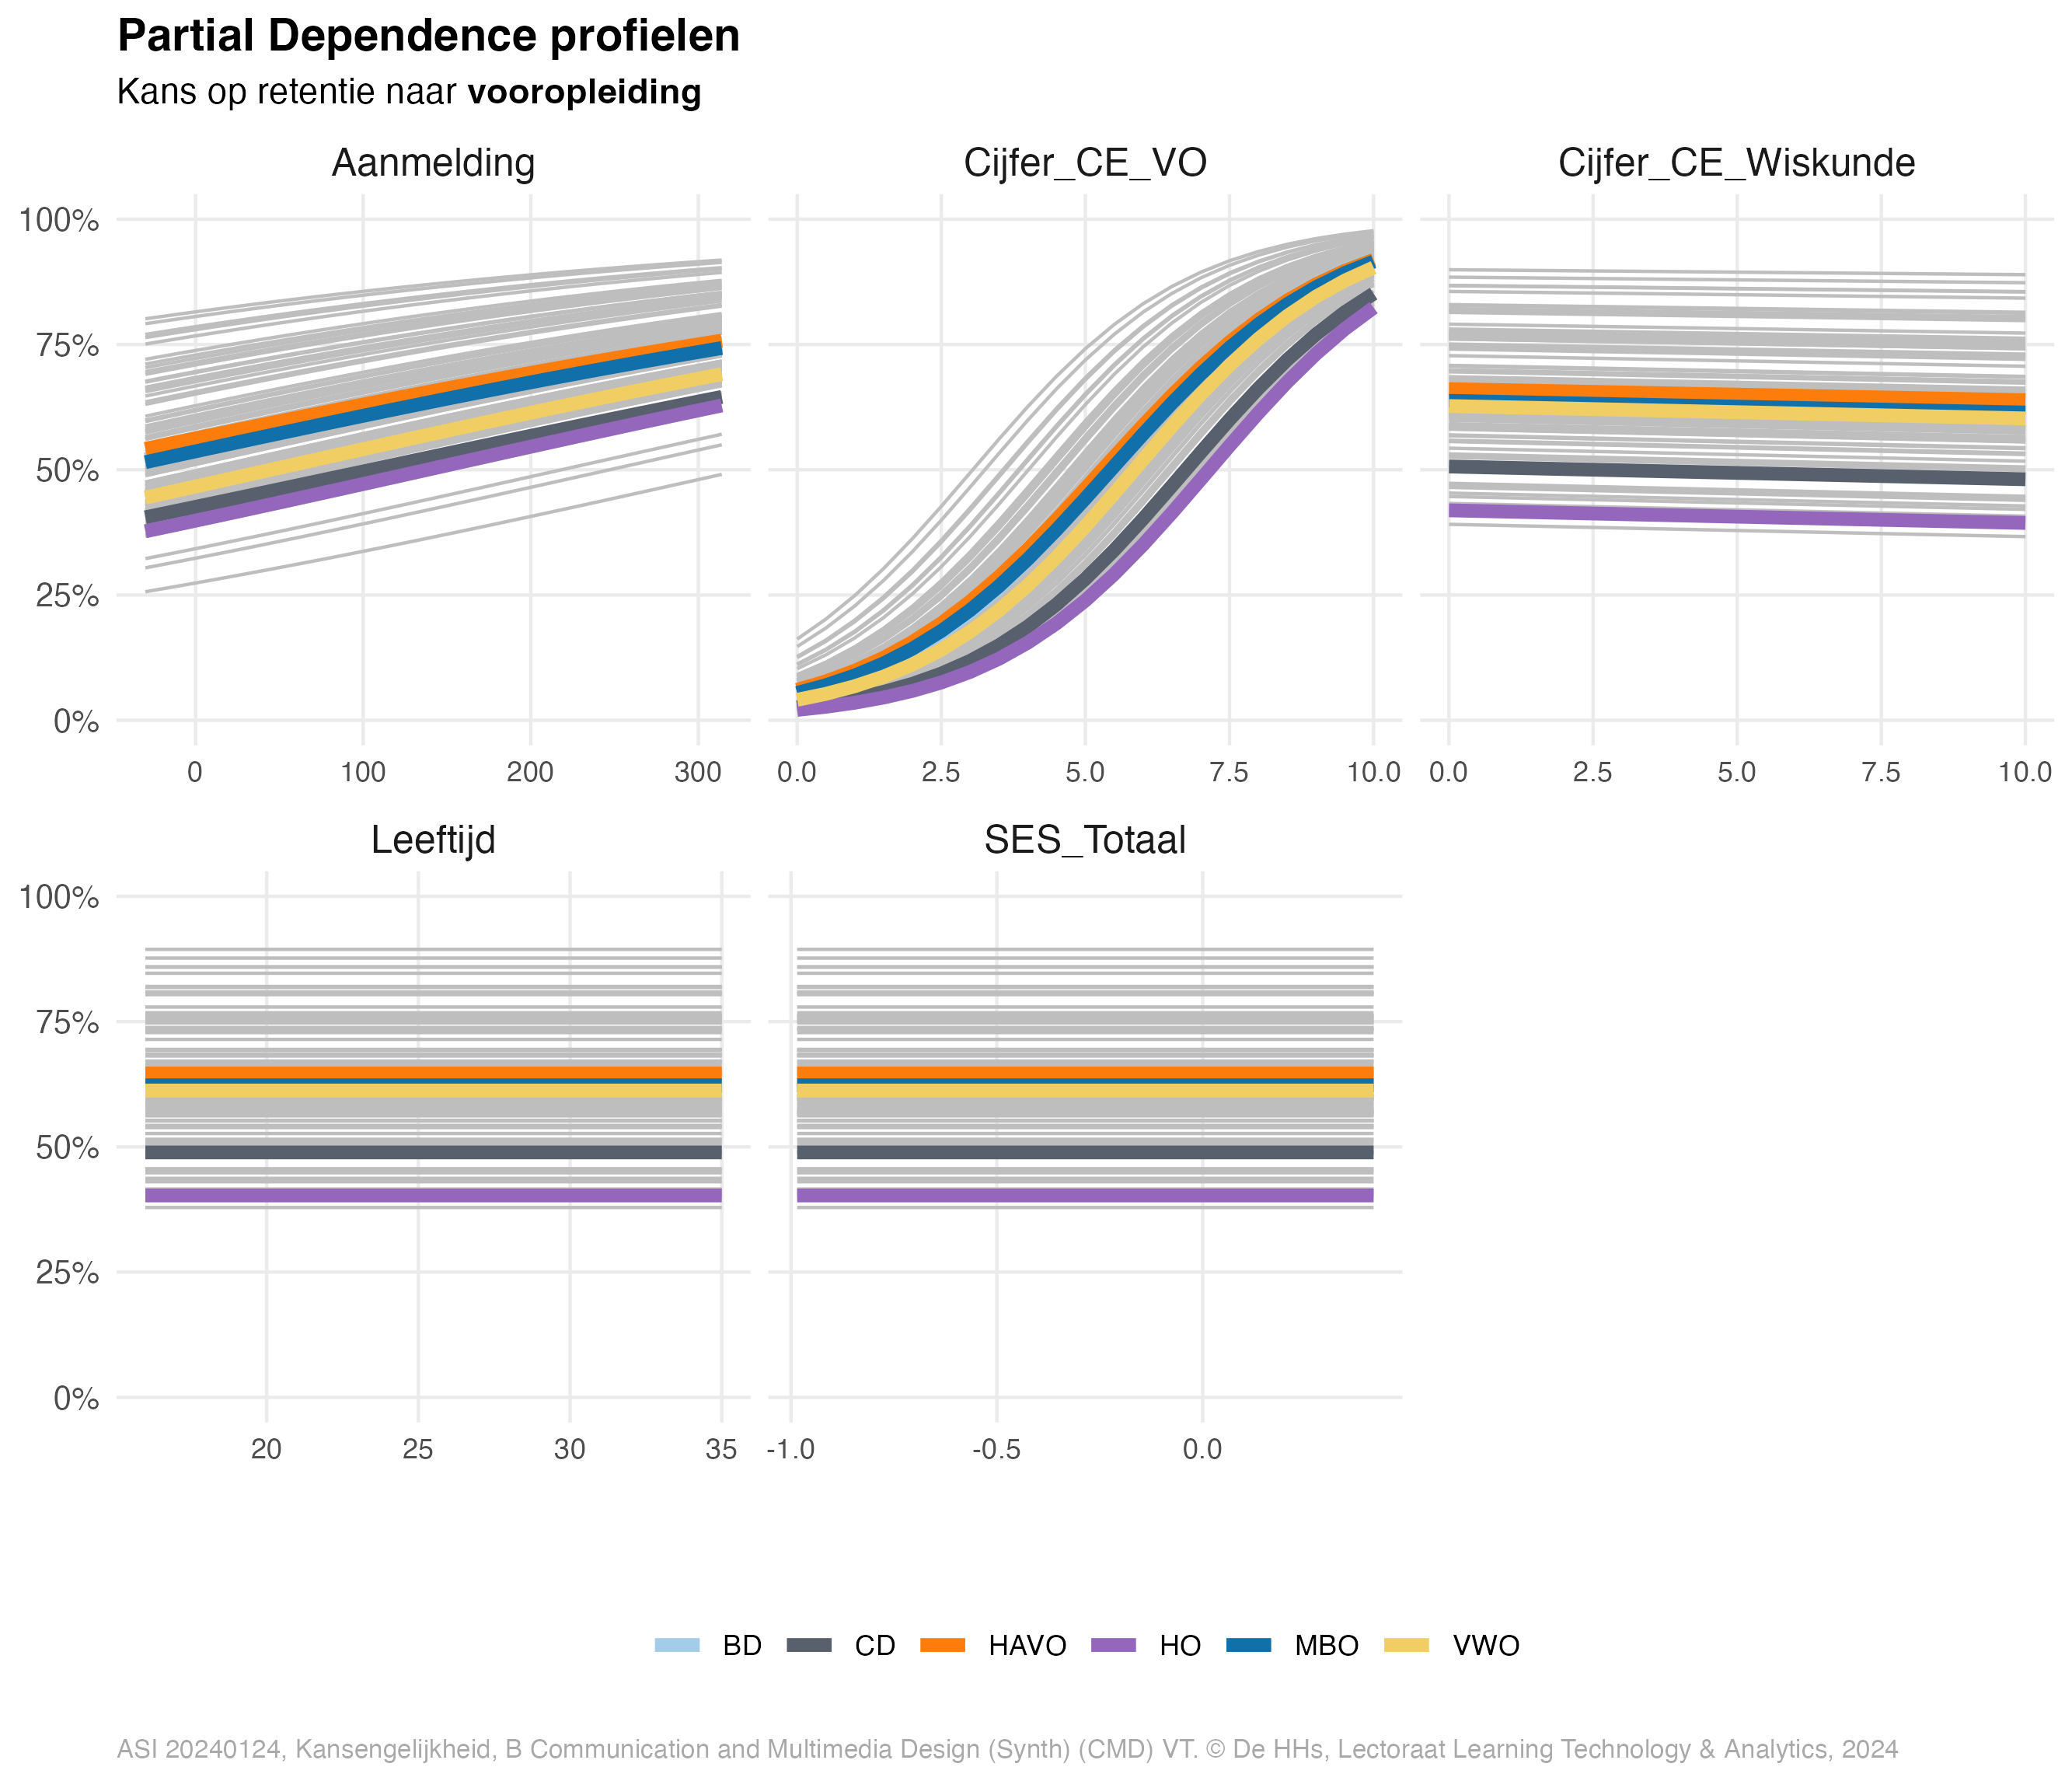 Partial Dependence profielen
Kans op retentie naar vooropleiding
Aanmelding
Cijfer_CE_VO
Cijfer_CE_Wiskunde
100%
75%
50%
25%
0%
0 100 200 300
0.0 2.5 5.0 7.5 10.0
0.0 2.5 5.0 7.5 10.0
Leeftijd
SES_Totaal
100%
75%
50%
25%
0%
20 25 30 35
-1.0 -0.5 0.0
BD CD HAVO HO MBO VWO
ASI 20240124, Kansengelijkheid, B Communication and Multimedia Design (Synth) (CMD) VT. © De HHs, Lectoraat Learning Technology & Analytics, 2024